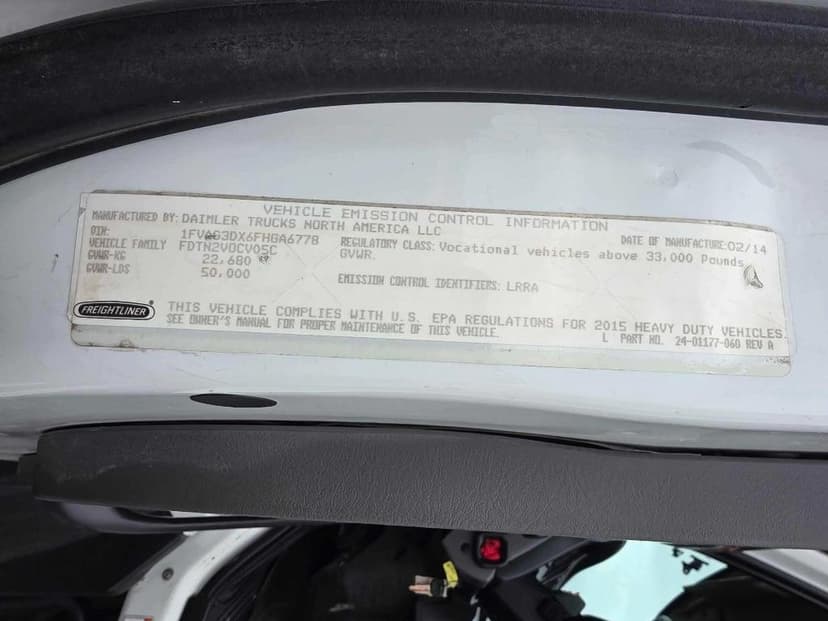 VEHICLE EMISSION CONTROL INFORMATION
MANUFACTURED BY: DAIMLER TRUCKS NORTH AMERICA LLC
DATE OF MANUFACTURE: 02/14
VIN: 1FVAG3DX6FHGA6778
VEHICLE FAMILY FDTN2VOCV05C
REGULATORY CLASS: Vocational vehicles above 33,000 Pounds GVWR.
GVWR-KG 22,680
GVWR-LBS 50,000
EMISSION CONTROL IDENTIFIERS: LRRA
FREIGHTLINER
THIS VEHICLE COMPLIES WITH U.S. EPA REGULATIONS FOR 2015 HEAVY DUTY VEHICLES
SEE OWNER'S MANUAL FOR PROPER MAINTENANCE OF THIS VEHICLE.
L PART NO. 24-01177-060 REV A